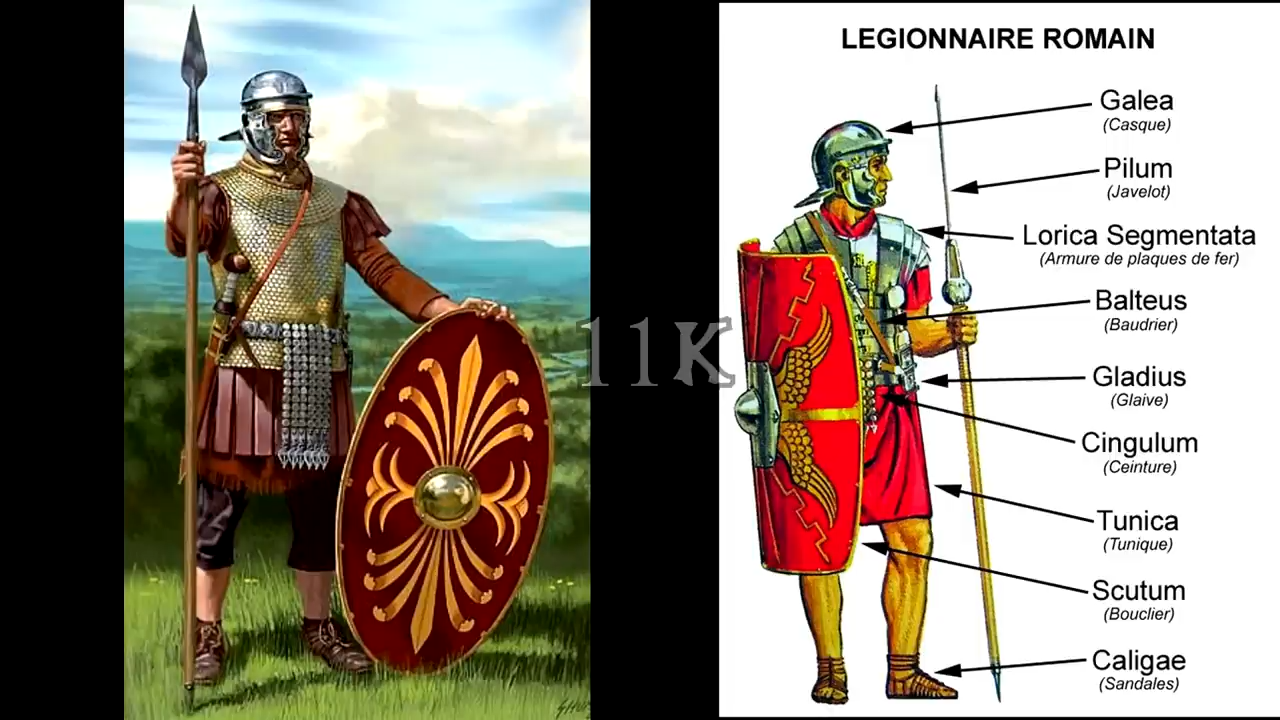 LEGIONNAIRE ROMAIN
Galea
(Casque)
Pilum
(Javelot)
Lorica Segmentata
(Armure de plaques de fer)
Balteus
(Baudrier)
Gladius
(Glaive)
Cingulum
(Ceinture)
Tunica
(Tunique)
Scutum
(Bouclier)
Caligae
(Sandales)
11K